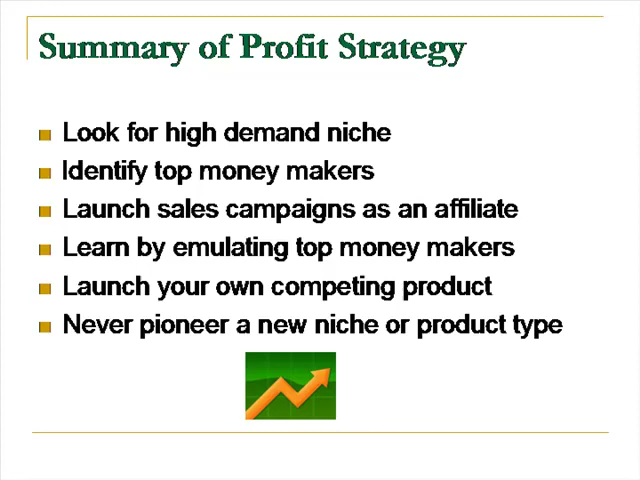 Summary of Profit Strategy
Look for high demand niche
Identify top money makers
Launch sales campaigns as an affiliate
Learn by emulating top money makers
Launch your own competing product
Never pioneer a new niche or product type